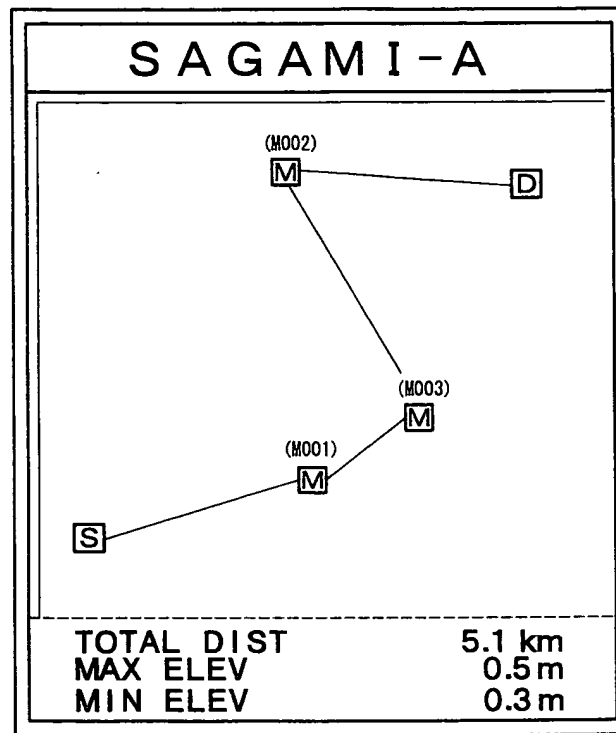 SAGAMI-A
(M002)
M
D
(M003)
M
(M001)
M
S
TOTAL DIST 5.1 km
MAX ELEV 0.5 m
MIN ELEV 0.3 m